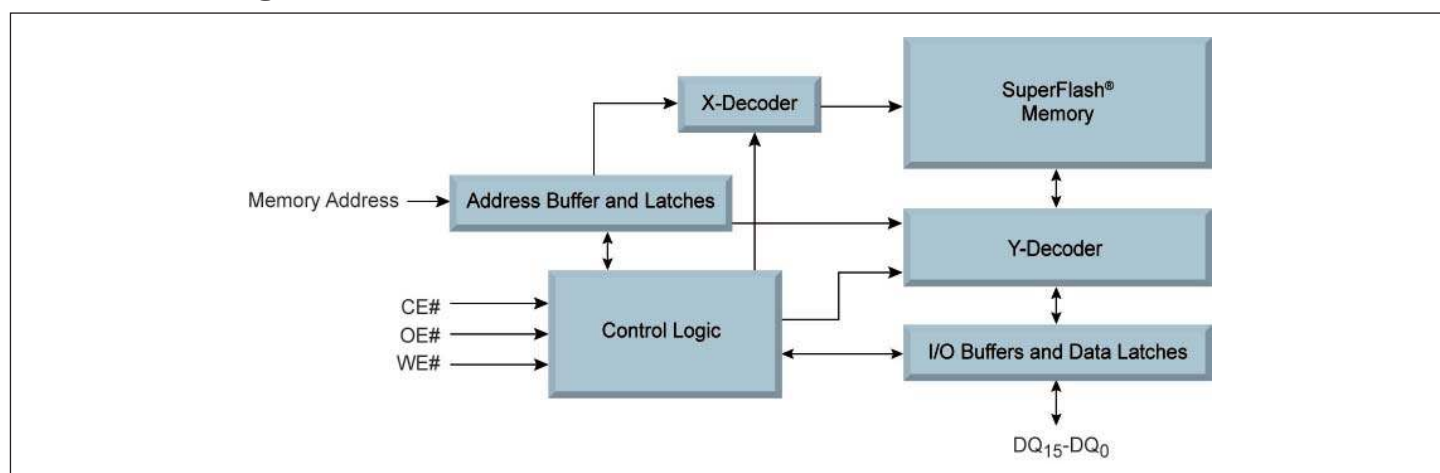 X-Decoder
SuperFlash®
Memory
Memory Address
Address Buffer and Latches
Y-Decoder
CE#
OE#
WE#
Control Logic
I/O Buffers and Data Latches
DQ15-DQ0